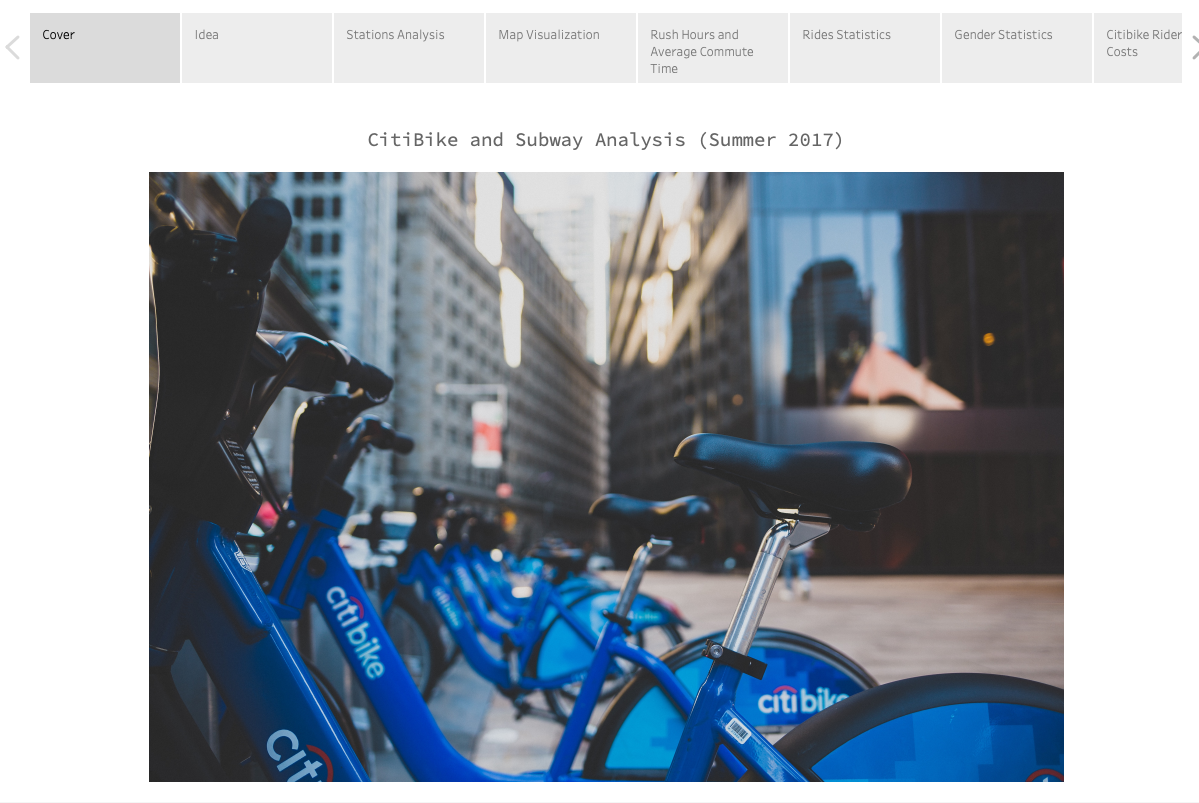 Cover
Idea
Stations Analysis
Map Visualization
Rush Hours and
Average Commute
Time
Rides Statistics
Gender Statistics
Citibike Rider
Costs
CitiBike and Subway Analysis (Summer 2017)
citibike
citi bike
Citi